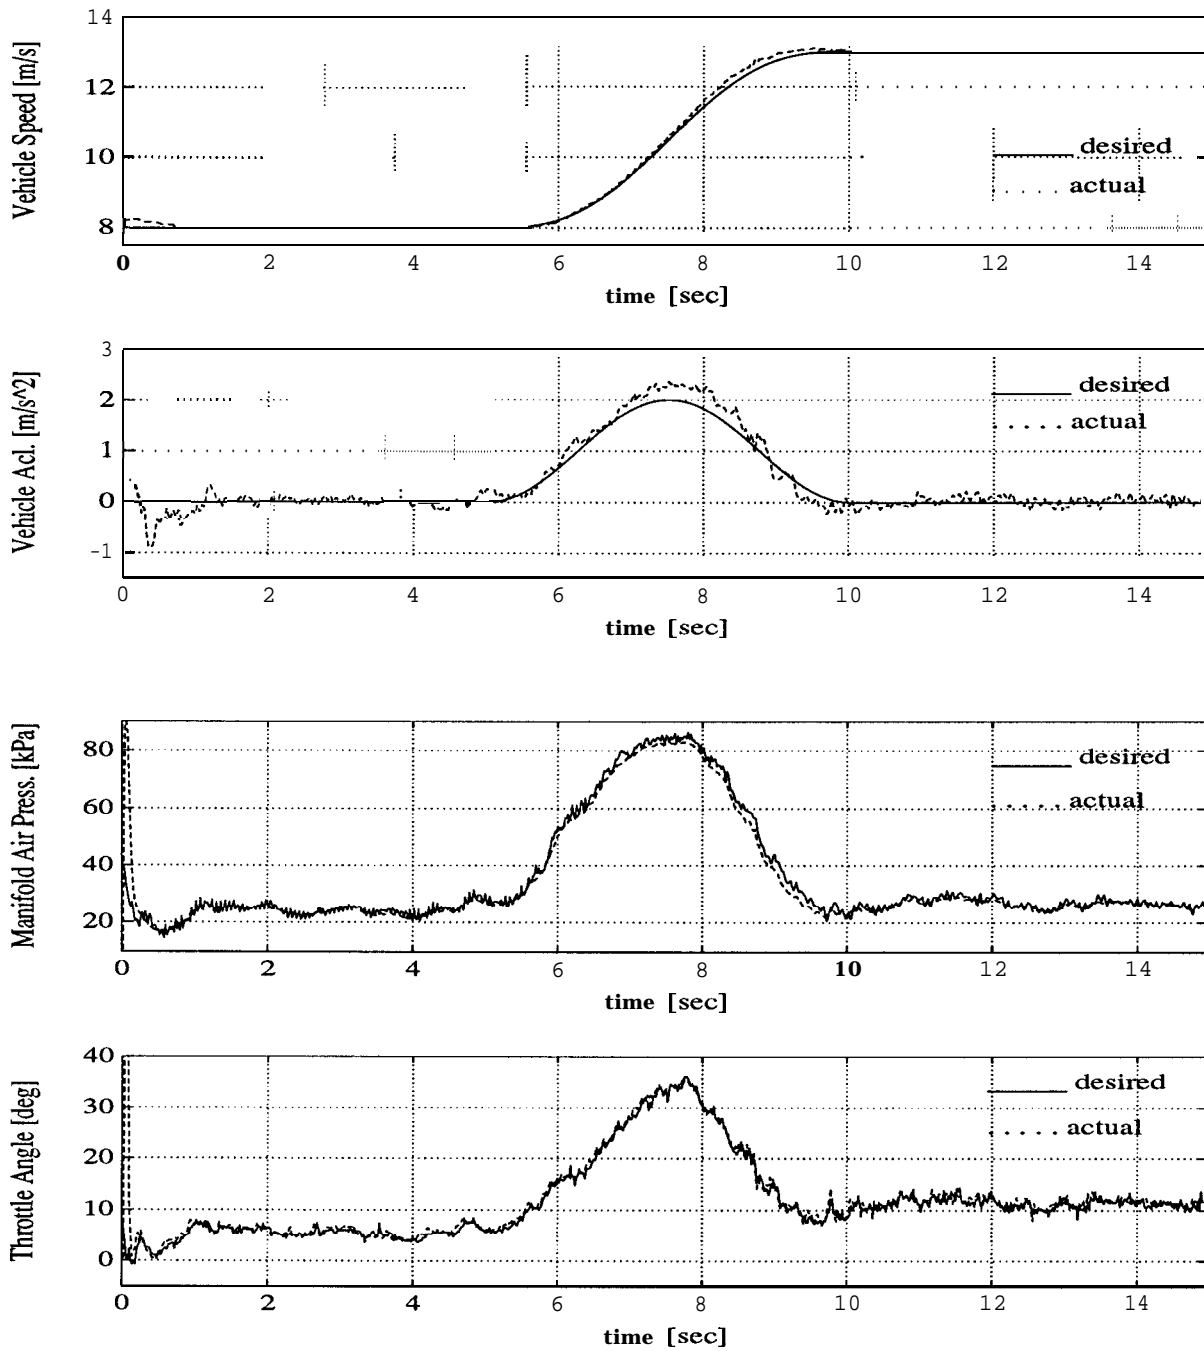 Vehicle Speed [m/s]
14
12
10
8
desired
actual
0 2 4 6 8 10 12 14
time [sec]
Vehicle Acl. [m/s^2]
3
2
1
0
-1
desired
actual
0 2 4 6 8 10 12 14
time [sec]
Manifold Air Press. [kPa]
80
60
40
20
desired
actual
0 2 4 6 8 10 12 14
time [sec]
Throttle Angle [deg]
40
30
20
10
0
desired
actual
0 2 4 6 8 10 12 14
time [sec]